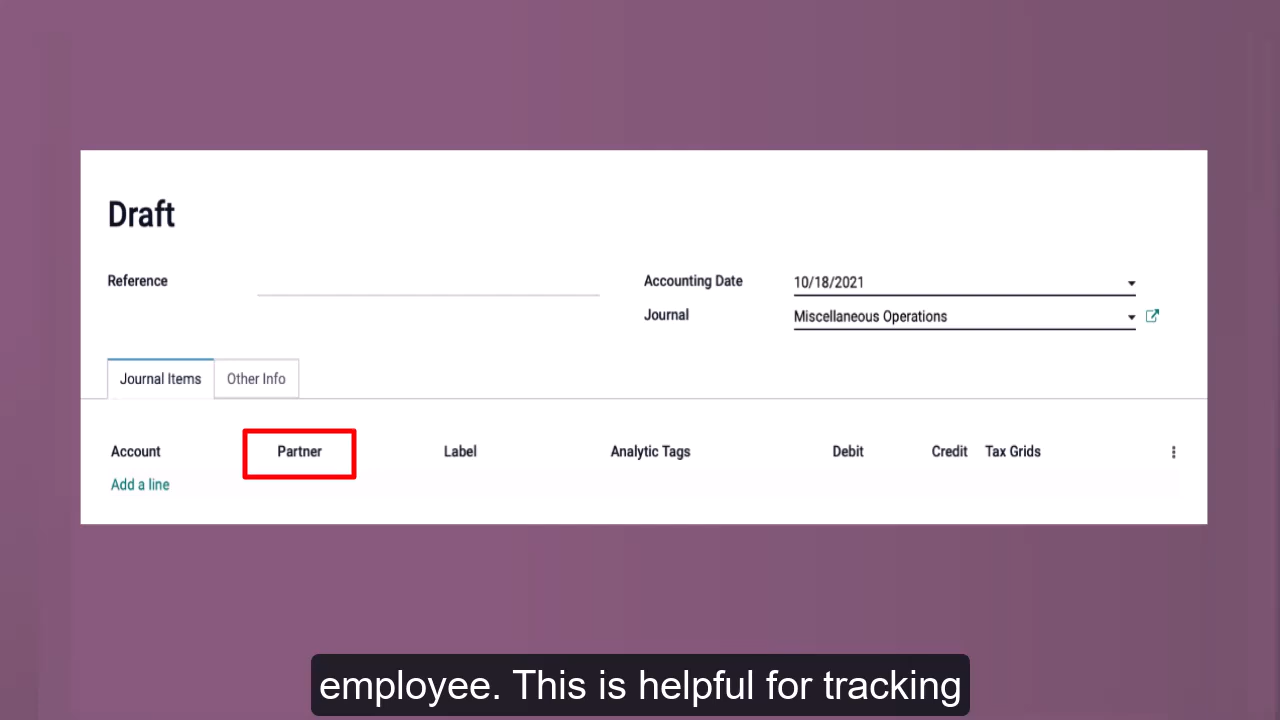 Draft
Reference
Accounting Date 10/18/2021
Journal Miscellaneous Operations
Journal Items Other Info
Account Partner Label Analytic Tags Debit Credit Tax Grids
Add a line
employee. This is helpful for tracking